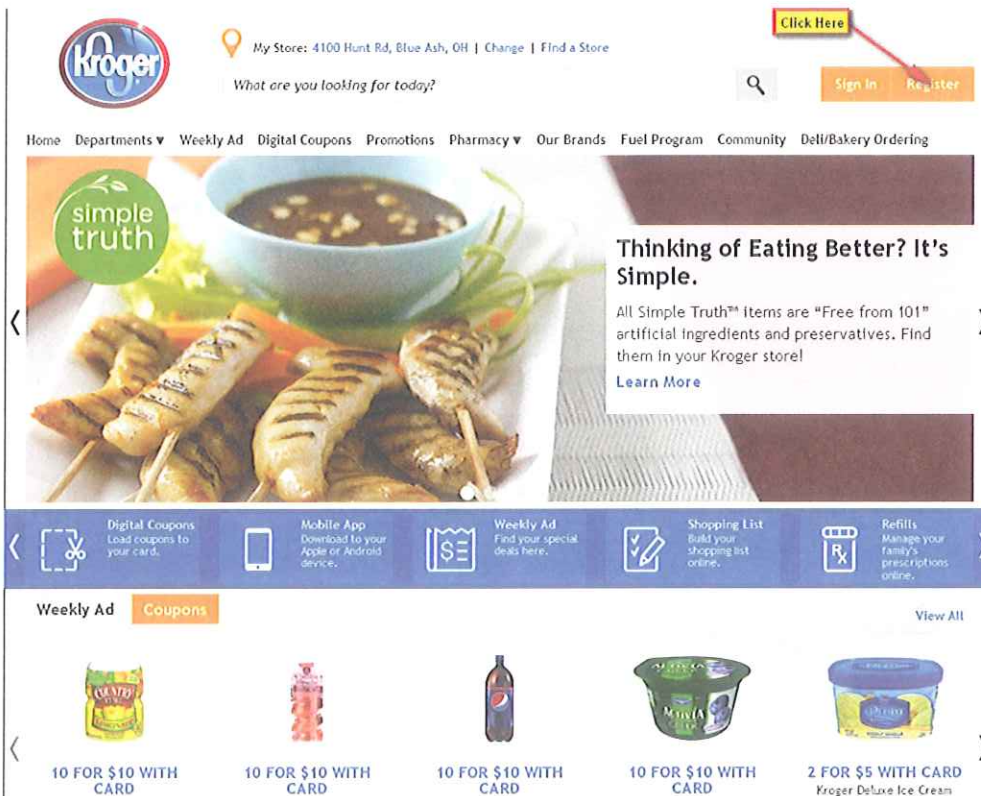 Click Here
Kroger
My Store: 4100 Hunt Rd, Blue Ash, OH | Change | Find a Store
What are you looking for today?
Sign In
Register
Home Departments ▼ Weekly Ad Digital Coupons Promotions Pharmacy ▼ Our Brands Fuel Program Community Deli/Bakery Ordering
simple
truth
Thinking of Eating Better? It's
Simple.
All Simple Truth™ items are "Free from 101"
artificial ingredients and preservatives. Find
them in your Kroger store!
Learn More
Digital Coupons
Load coupons to
your card.
Mobile App
Download to your
Apple or Android
device.
$≡
Weekly Ad
Find your special
deals here.
Shopping List
Build your
shopping list
online.
Rx
Refills
Manage your
family's
prescriptions
online.
Weekly Ad
Coupons
View All
COUNTRY
ACTIVIA
10 FOR $10 WITH
CARD
10 FOR $10 WITH
CARD
10 FOR $10 WITH
CARD
10 FOR $10 WITH
CARD
2 FOR $5 WITH CARD
Kroger Deluxe Ice Cream